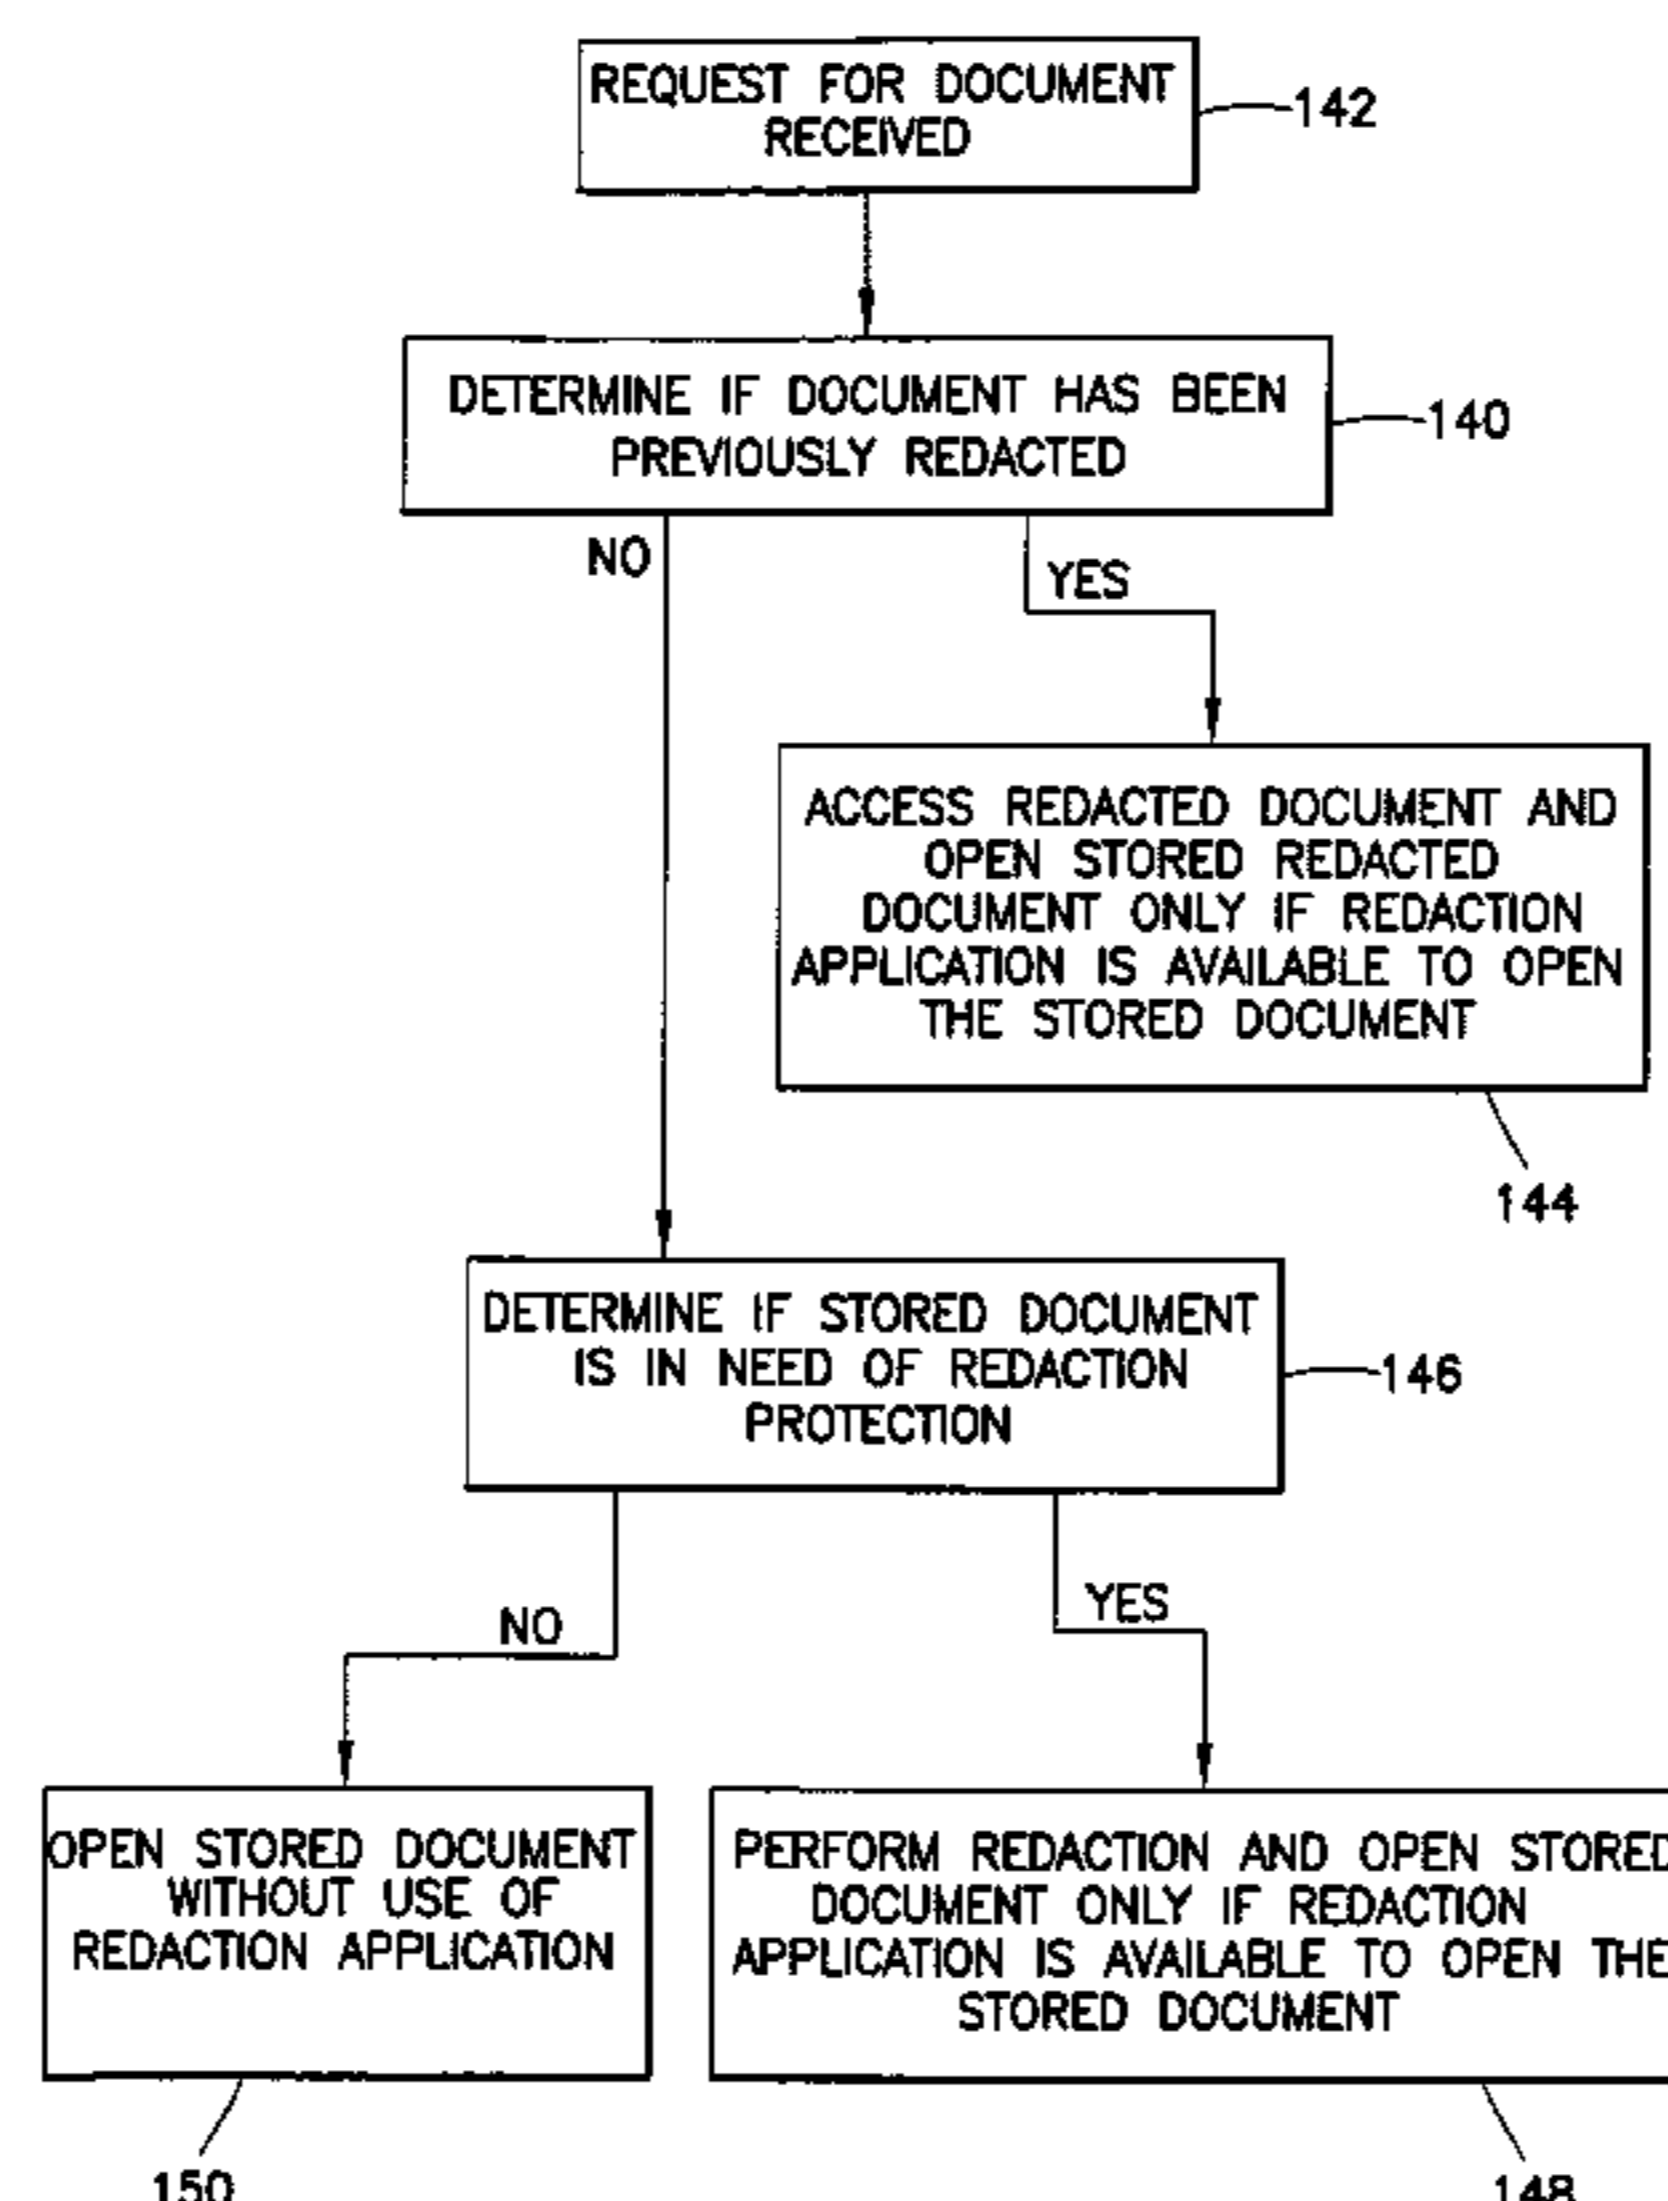 REQUEST FOR DOCUMENT
RECEIVED
142
DETERMINE IF DOCUMENT HAS BEEN
PREVIOUSLY REDACTED
140
NO
YES
ACCESS REDACTED DOCUMENT AND
OPEN STORED REDACTED
DOCUMENT ONLY IF REDACTION
APPLICATION IS AVAILABLE TO OPEN
THE STORED DOCUMENT
144
DETERMINE IF STORED DOCUMENT
IS IN NEED OF REDACTION
PROTECTION
146
NO
YES
OPEN STORED DOCUMENT
WITHOUT USE OF
REDACTION APPLICATION
150
PERFORM REDACTION AND OPEN STORED
DOCUMENT ONLY IF REDACTION
APPLICATION IS AVAILABLE TO OPEN THE
STORED DOCUMENT
148